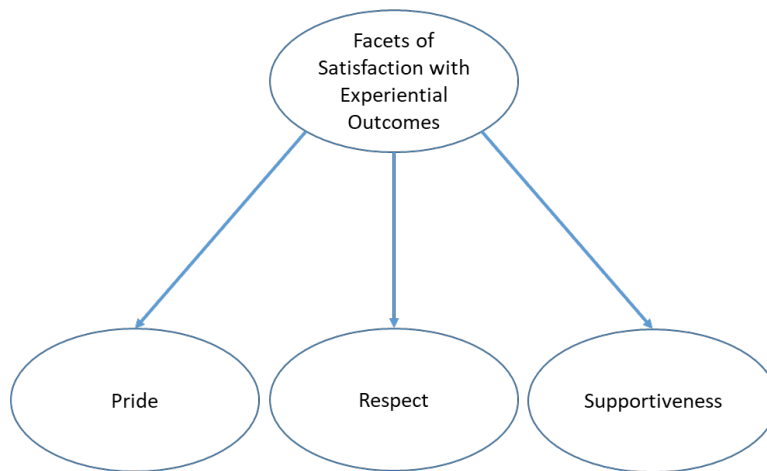 Facets of
Satisfaction with
Experiential
Outcomes
Pride
Respect
Supportiveness